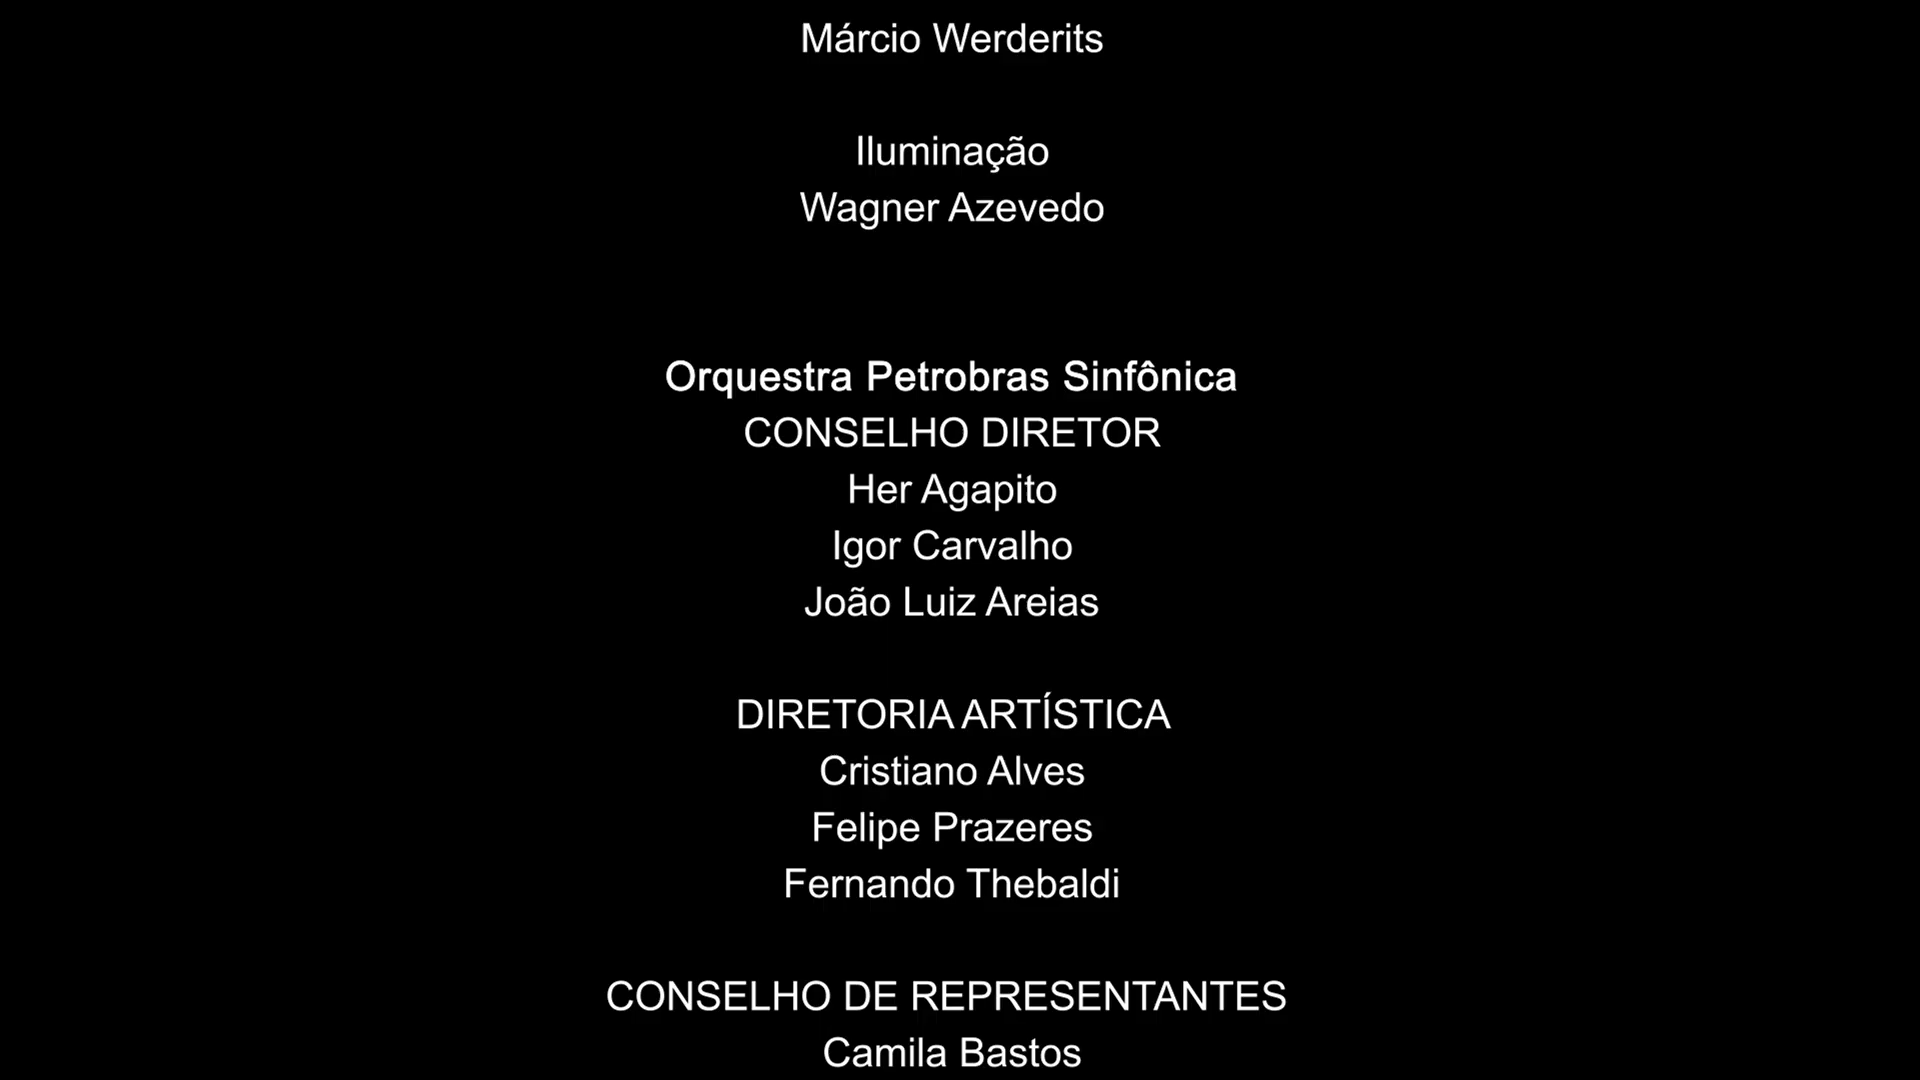 Márcio Werderits
Iluminação
Wagner Azevedo
Orquestra Petrobras Sinfônica
CONSELHO DIRETOR
Her Agapito
Igor Carvalho
João Luiz Areias
DIRETORIA ARTÍSTICA
Cristiano Alves
Felipe Prazeres
Fernando Thebaldi
CONSELHO DE REPRESENTANTES
Camila Bastos